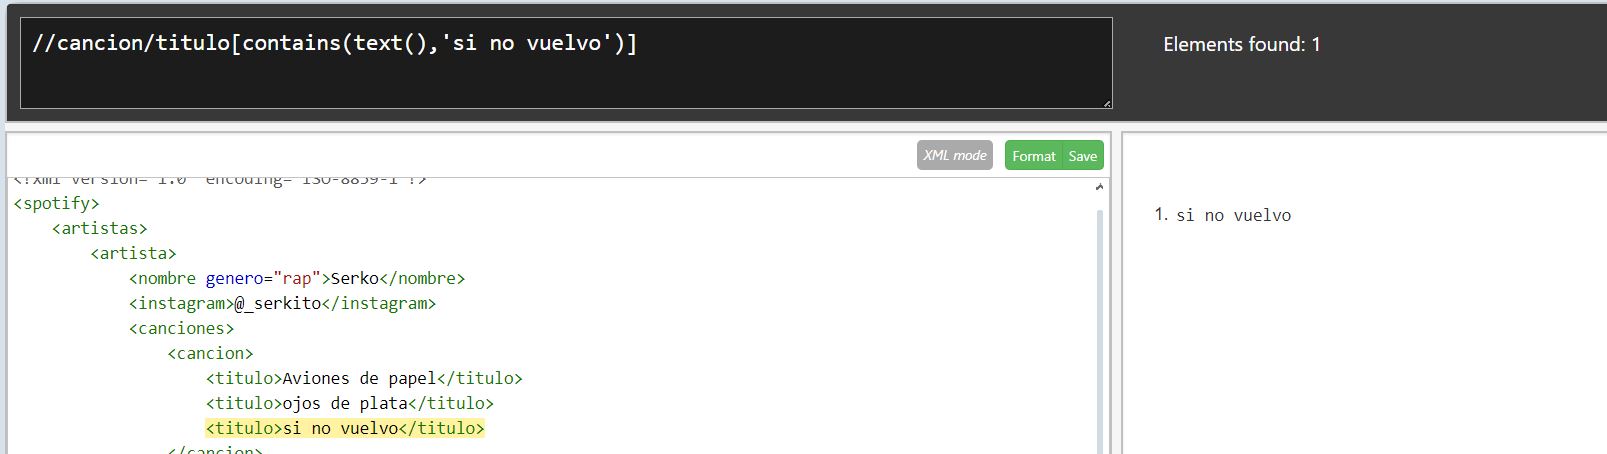 //cancion/titulo[contains(text(),'si no vuelvo')]
Elements found: 1
XML mode
Format
Save
<?xml version="1.0" encoding="ISO-8859-1"?>
<spotify>
<artistas>
<artista>
<nombre genero="rap">Serko</nombre>
<instagram>@_serkito</instagram>
<canciones>
<cancion>
<titulo>Aviones de papel</titulo>
<titulo>ojos de plata</titulo>
<titulo>si no vuelvo</titulo>
</cancion>
1. si no vuelvo